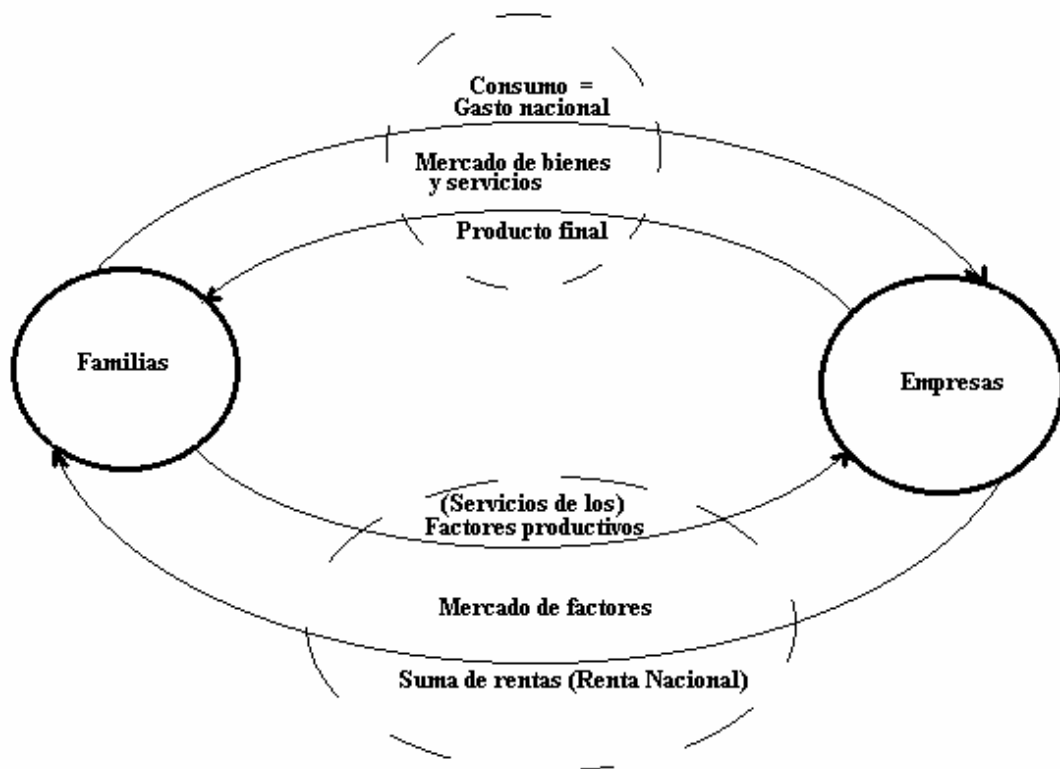 Consumo =
Gasto nacional
Mercado de bienes
y servicios
Producto final
Familias
Empresas
(Servicios de los)
Factores productivos
Mercado de factores
Suma de rentas (Renta Nacional)